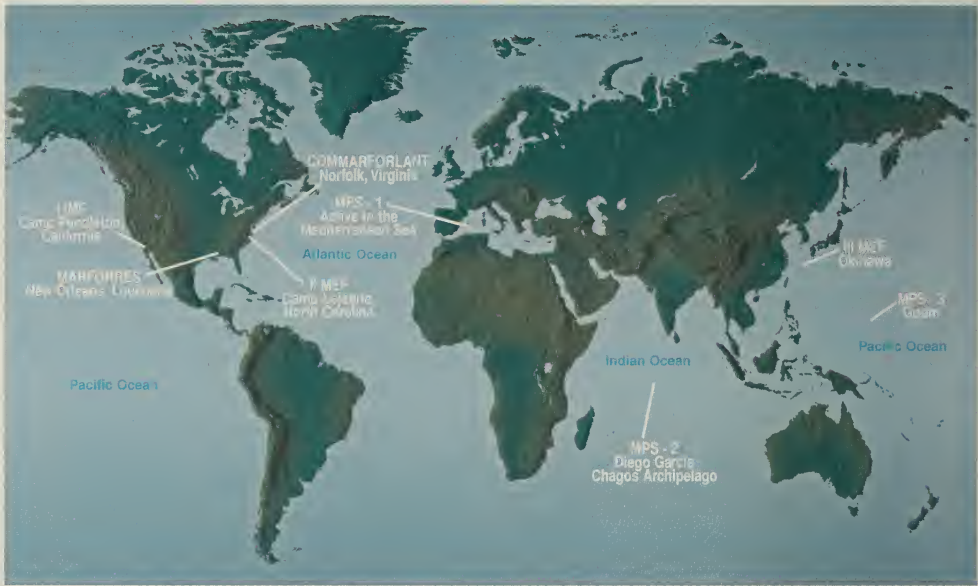 COMMARFORLANT
Norfolk, Virginia
MPS - 1
Active in the
Mediterranean Sea
I MEF
Camp Pendleton,
California
Atlantic Ocean
MARFORRES
New Orleans, Louisiana
II MEF
Camp Lejeune,
North Carolina
III MEF
Okinawa
MPS - 3
Guam
Pacific Ocean
Indian Ocean
Pacific Ocean
MPS - 2
Diego Garcia
Chagos Archipelago